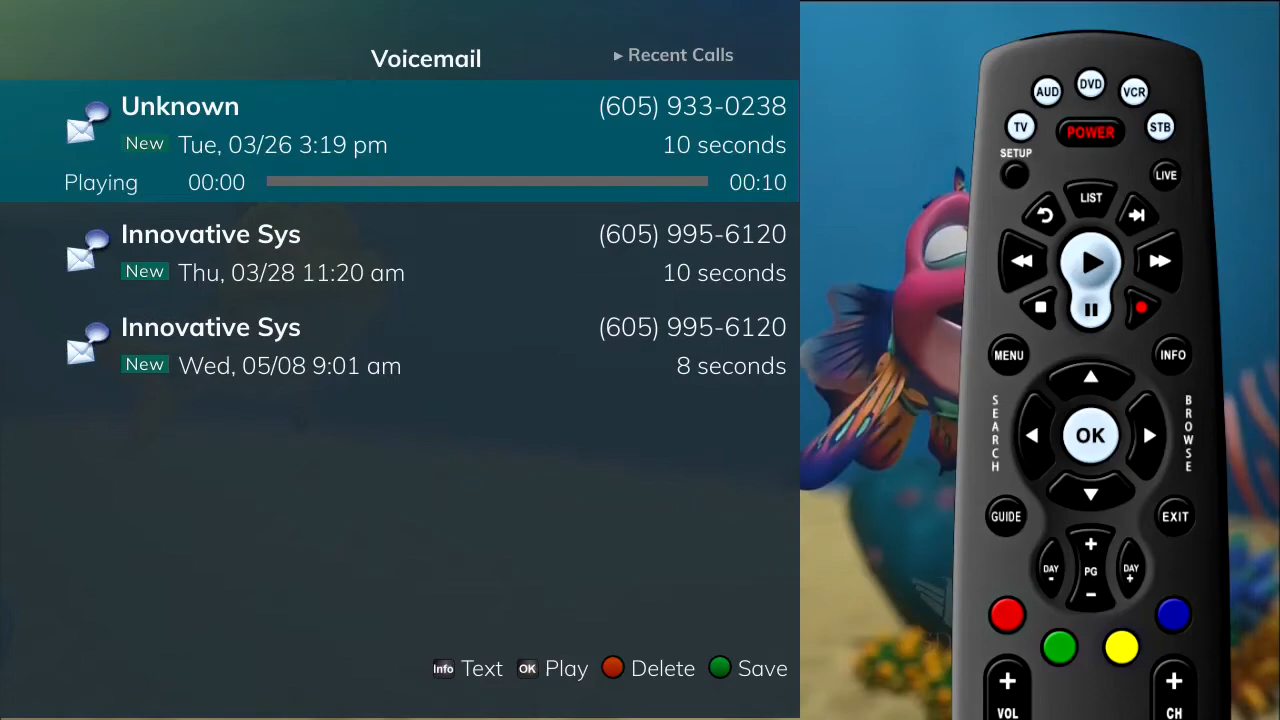 Voicemail
▸ Recent Calls
Unknown (605) 933-0238
New Tue, 03/26 3:19 pm 10 seconds
Playing 00:00 00:10
Innovative Sys (605) 995-6120
New Thu, 03/28 11:20 am 10 seconds
Innovative Sys (605) 995-6120
New Wed, 05/08 9:01 am 8 seconds
Info Text OK Play Delete Save
AUD DVD VCR
TV POWER STB
SETUP
LIVE
LIST
MENU INFO
SEARCH OK BROWSE
GUIDE EXIT
+
DAY - PG DAY +
-
+ +
VOL CH